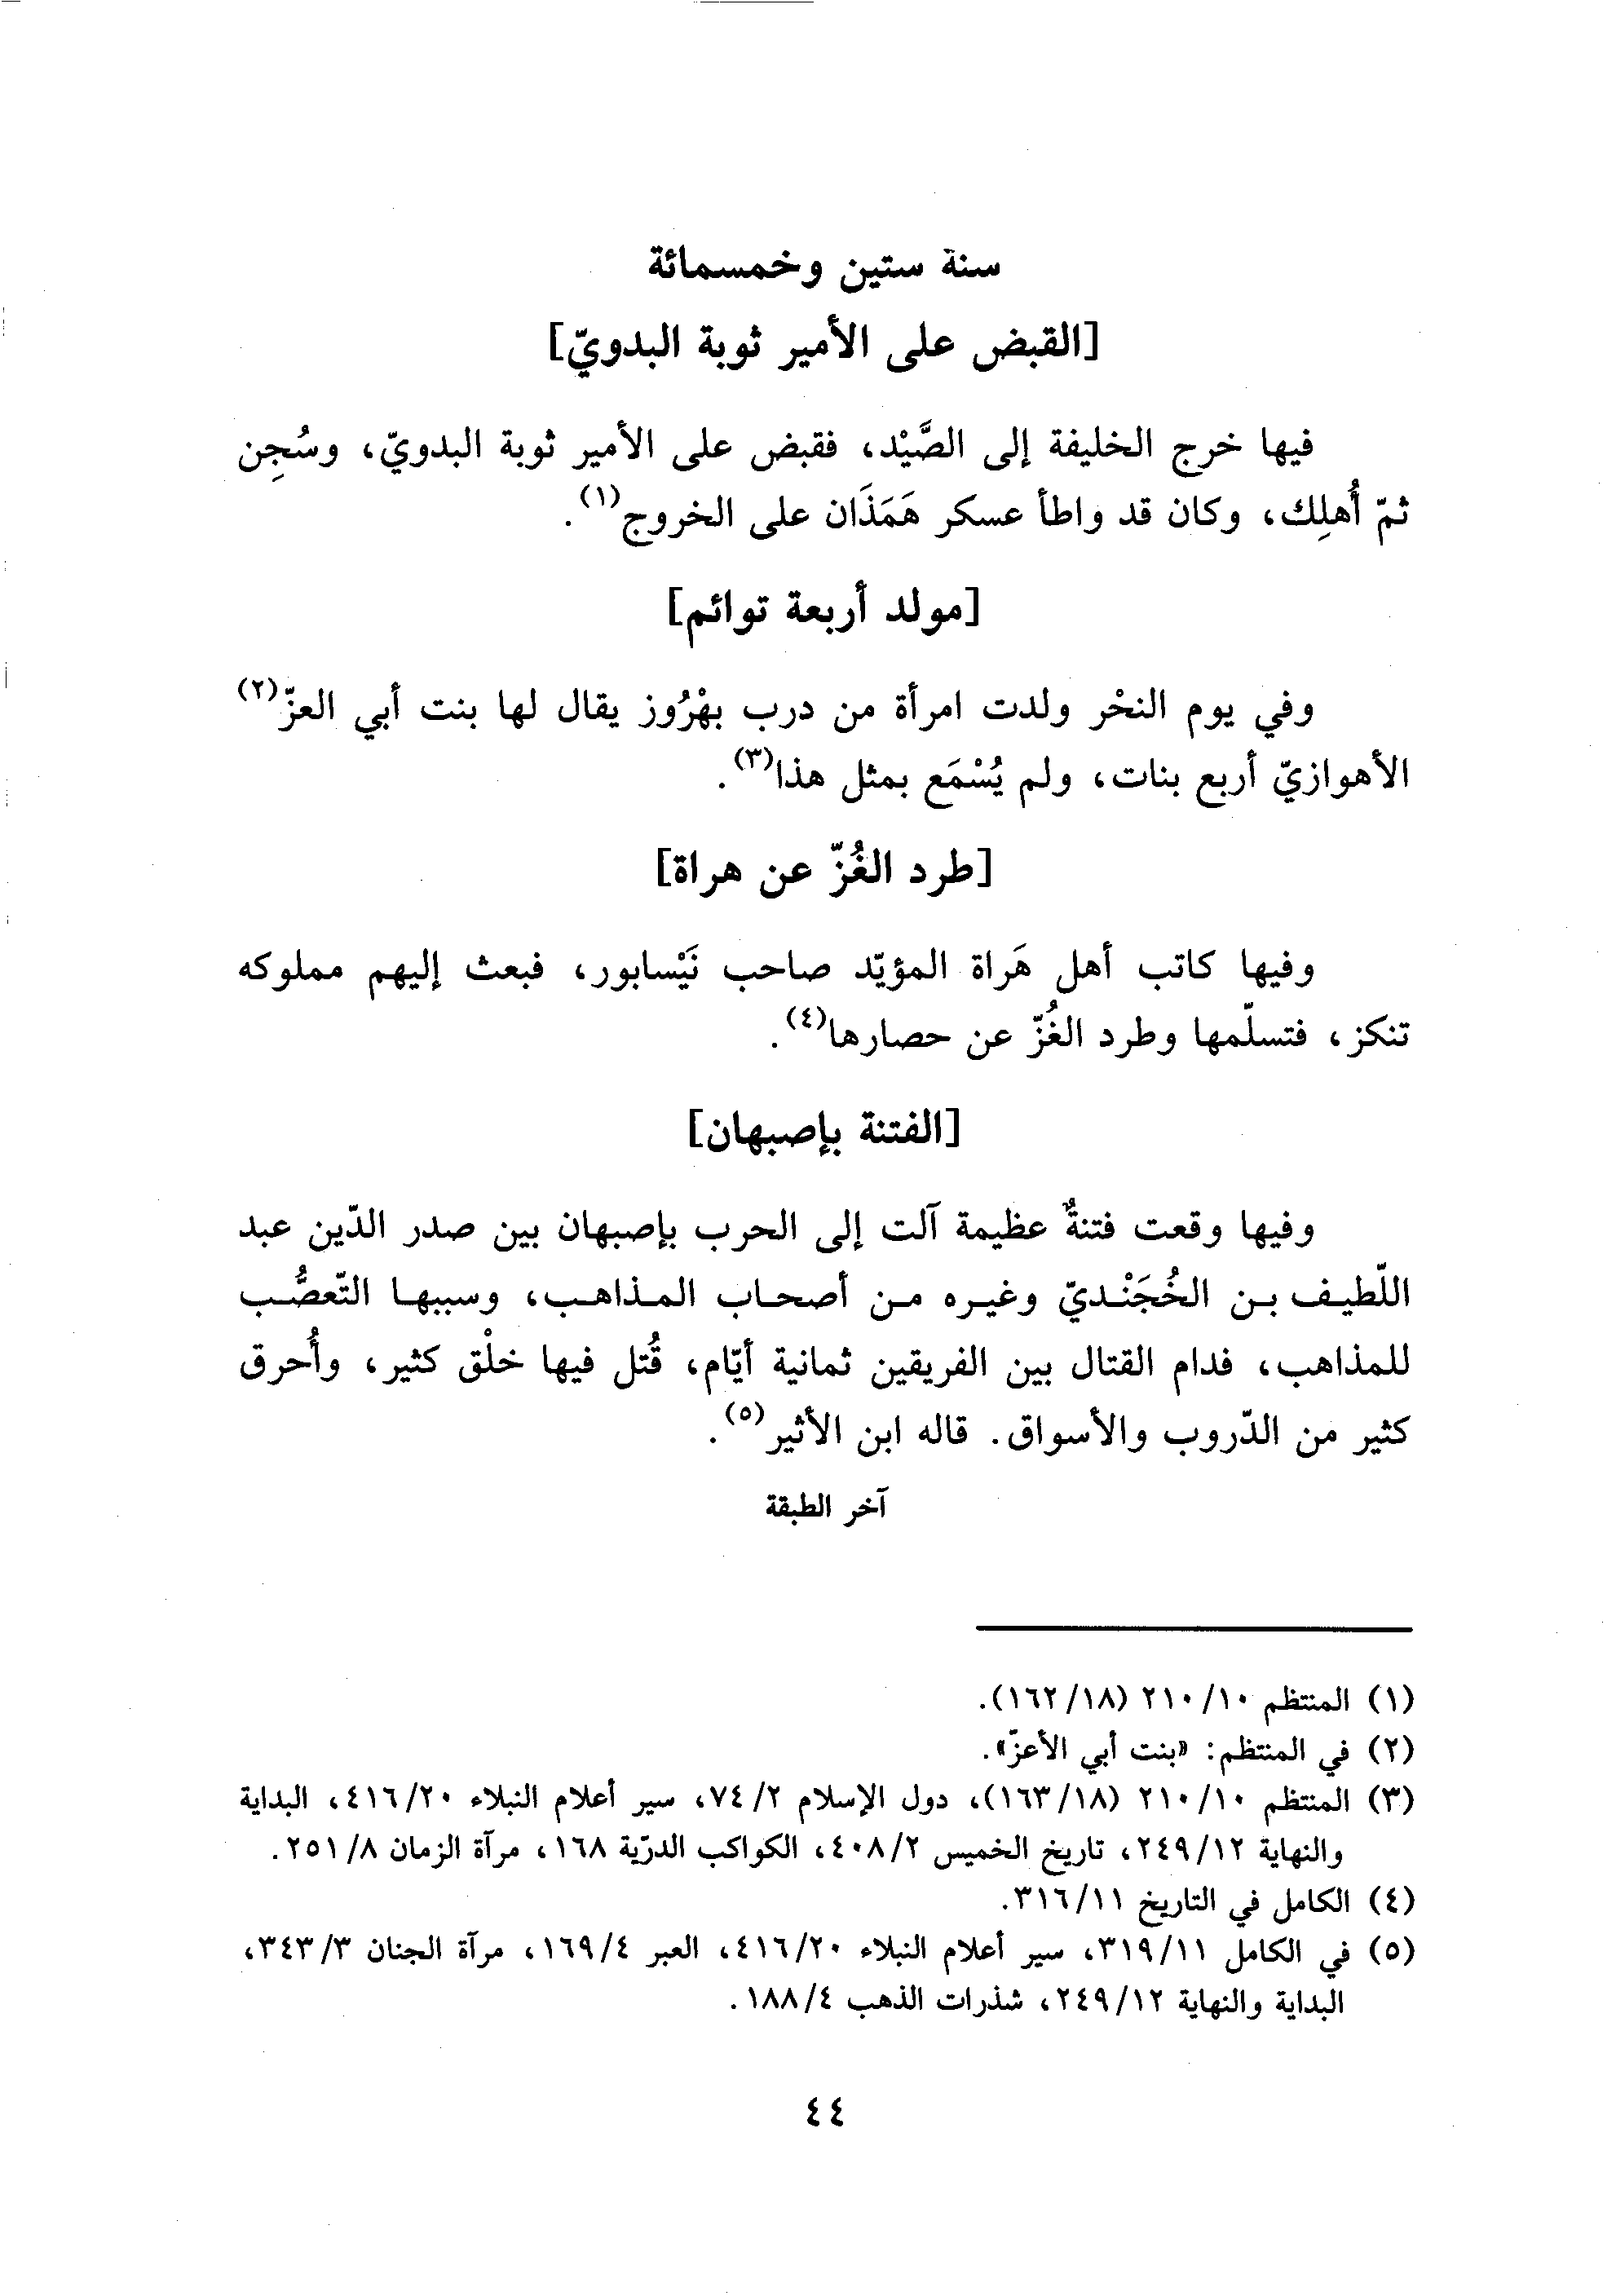 سنة ستين وخمسمائة
[القبض على الأمير ثوبة البدويّ]
فيها خرج الخليفة إلى الصَّيْد، فقبض على الأمير ثوبة البدويّ، وسُجِن
ثمّ أُهلِك، وكان قد واطأ عسكر هَمَذَان على الخروج(١).
[مولد أربعة توائم]
وفي يوم النحْر ولدت امرأة من درب بهْرُوز يقال لها بنت أبي العزّ(٢)
الأهوازيّ أربع بنات، ولم يُسْمَع بمثل هذا(٣).
[طرد الغُزّ عن هراة]
وفيها كاتب أهل هَراة المؤيّد صاحب نَيْسابور، فبعث إليهم مملوكه
تنكز، فتسلّمها وطرد الغُزّ عن حصارها(٤).
[الفتنة بإصبهان]
وفيها وقعت فتنةٌ عظيمة آلت إلى الحرب بإصبهان بين صدر الدّين عبد
اللّطيف بن الخُجَنْديّ وغيره من أصحاب المذاهب، وسببها التّعصُّب
للمذاهب، فدام القتال بين الفريقين ثمانية أيّام، قُتل فيها خلْق كثير، وأُحرق
كثير من الدّروب والأسواق. قاله ابن الأثير(٥).
آخر الطبقة
(١) المنتظم ٢١٠/١٠ (١٦٢/١٨).
(٢) في المنتظم: «بنت أبي الأعزّ».
(٣) المنتظم ٢١٠/١٠ (١٦٣/١٨)، دول الإسلام ٧٤/٢، سير أعلام النبلاء ٤١٦/٢٠، البداية
والنهاية ٢٤٩/١٢، تاريخ الخميس ٤٠٨/٢، الكواكب الدرّية ١٦٨، مرآة الزمان ٢٥١/٨.
(٤) الكامل في التاريخ ٣١٦/١١.
(٥) في الكامل ٣١٩/١١، سير أعلام النبلاء ٤١٦/٢٠، العبر ١٦٩/٤، مرآة الجنان ٣٤٣/٣،
البداية والنهاية ٢٤٩/١٢، شذرات الذهب ١٨٨/٤.
٤٤